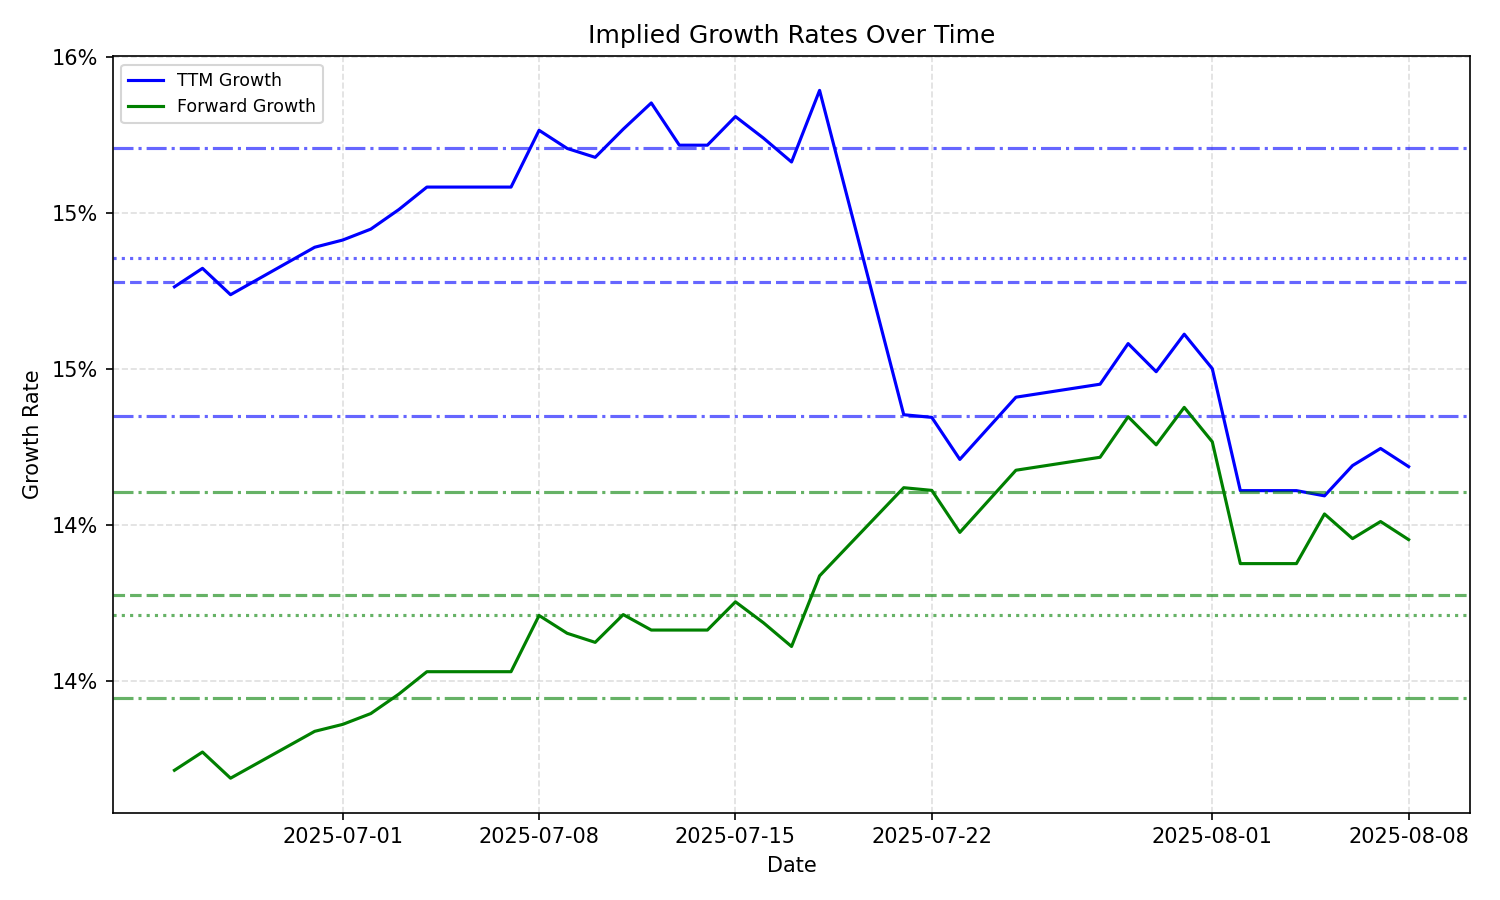 Implied Growth Rates Over Time
TTM Growth
Forward Growth
16%
15%
15%
14%
14%
Growth Rate
2025-07-01
2025-07-08
2025-07-15
2025-07-22
2025-08-01
2025-08-08
Date